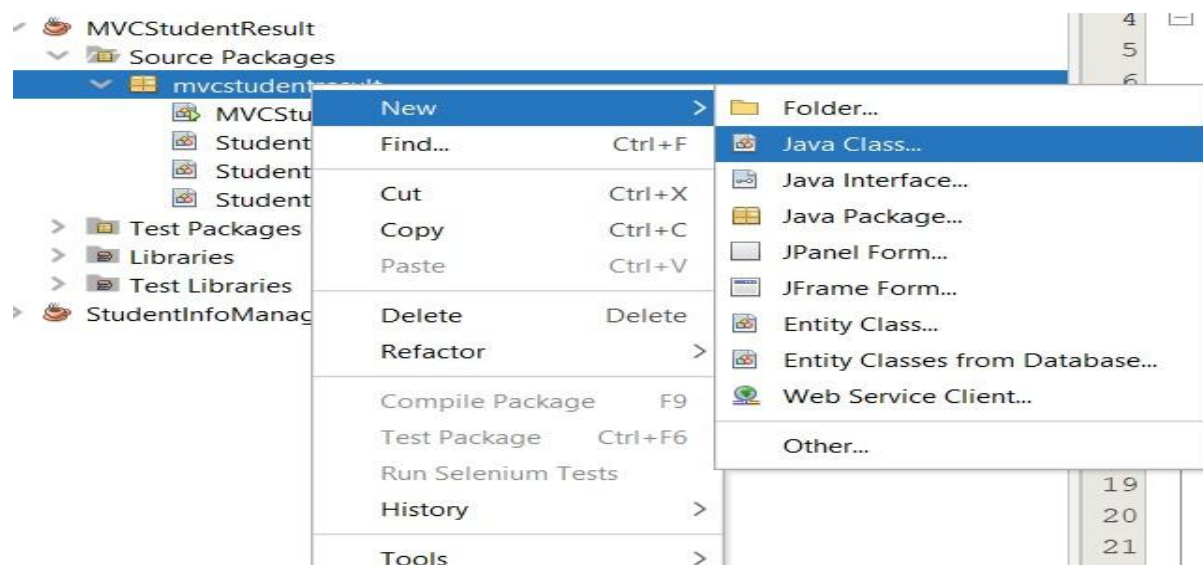 MVCStudentResult
Source Packages
mvcstudentresult
MVCStu
Student
Student
Student
Test Packages
Libraries
Test Libraries
StudentInfoManag
New >
Find... Ctrl+F
Cut Ctrl+X
Copy Ctrl+C
Paste Ctrl+V
Delete Delete
Refactor >
Compile Package F9
Test Package Ctrl+F6
Run Selenium Tests
History >
Tools >
Folder...
Java Class...
Java Interface...
Java Package...
JPanel Form...
JFrame Form...
Entity Class...
Entity Classes from Database...
Web Service Client...
Other...
4
5
6
19
20
21